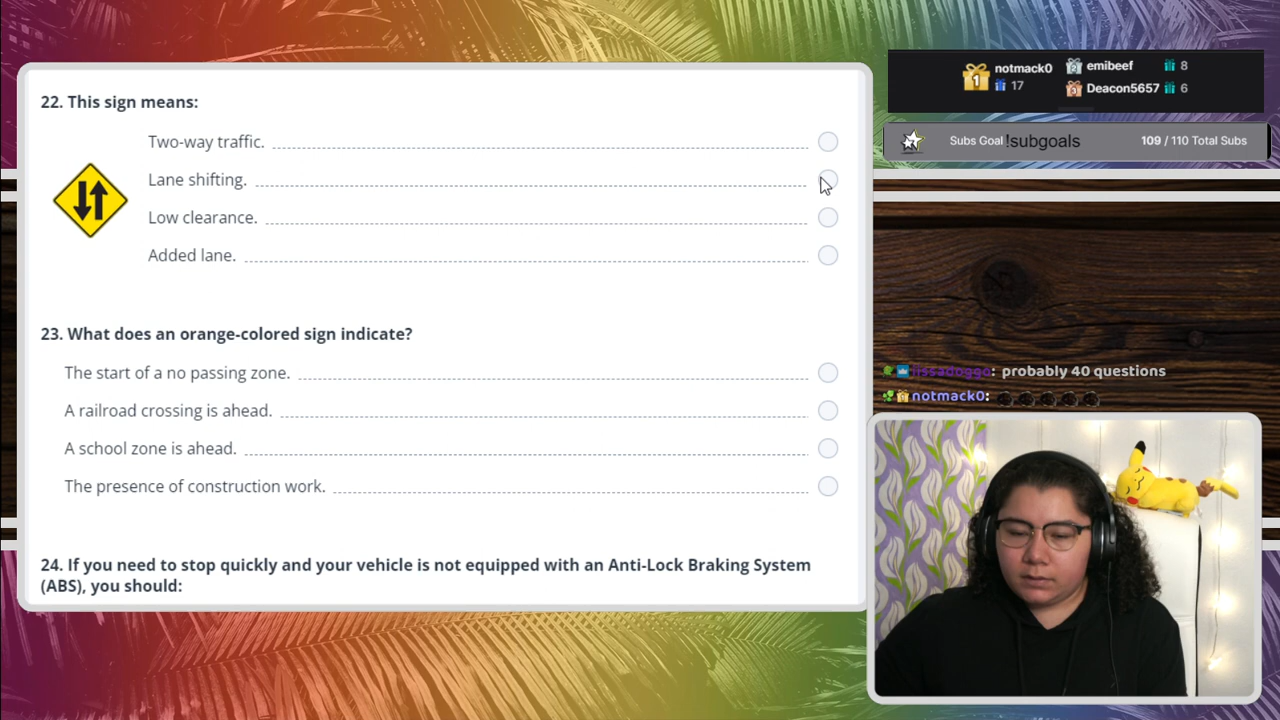 22. This sign means:
Two-way traffic.
Lane shifting.
Low clearance.
Added lane.
23. What does an orange-colored sign indicate?
The start of a no passing zone.
A railroad crossing is ahead.
A school zone is ahead.
The presence of construction work.
24. If you need to stop quickly and your vehicle is not equipped with an Anti-Lock Braking System
(ABS), you should:
1 notmack0 17
2 emibeef 8
3 Deacon5657 6
Subs Goal !subgoals 109 / 110 Total Subs
lissadoggo: probably 40 questions
notmack0: